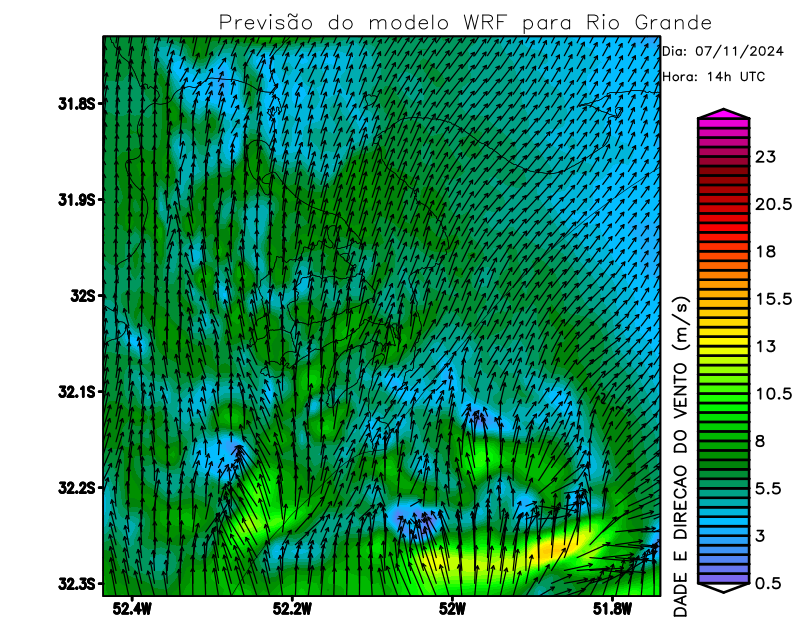 Previsão do modelo WRF para Rio Grande
Dia: 07/11/2024
Hora: 14h UTC
31.8S
31.9S
32S
32.1S
32.2S
32.3S
52.4W
52.2W
52W
51.8W
23
20.5
18
15.5
13
10.5
8
5.5
3
0.5
DADE E DIRECAO DO VENTO (m/s)